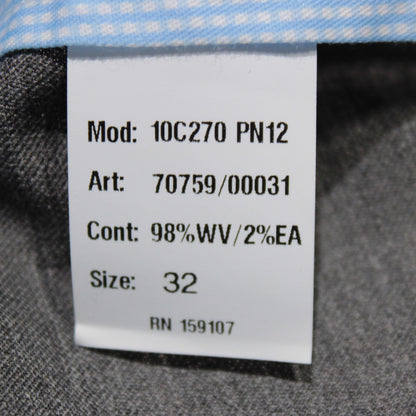 Mod: 10C270 PN12
Art: 70759/00031
Cont: 98%WV/2%EA
Size: 32
RN 159107